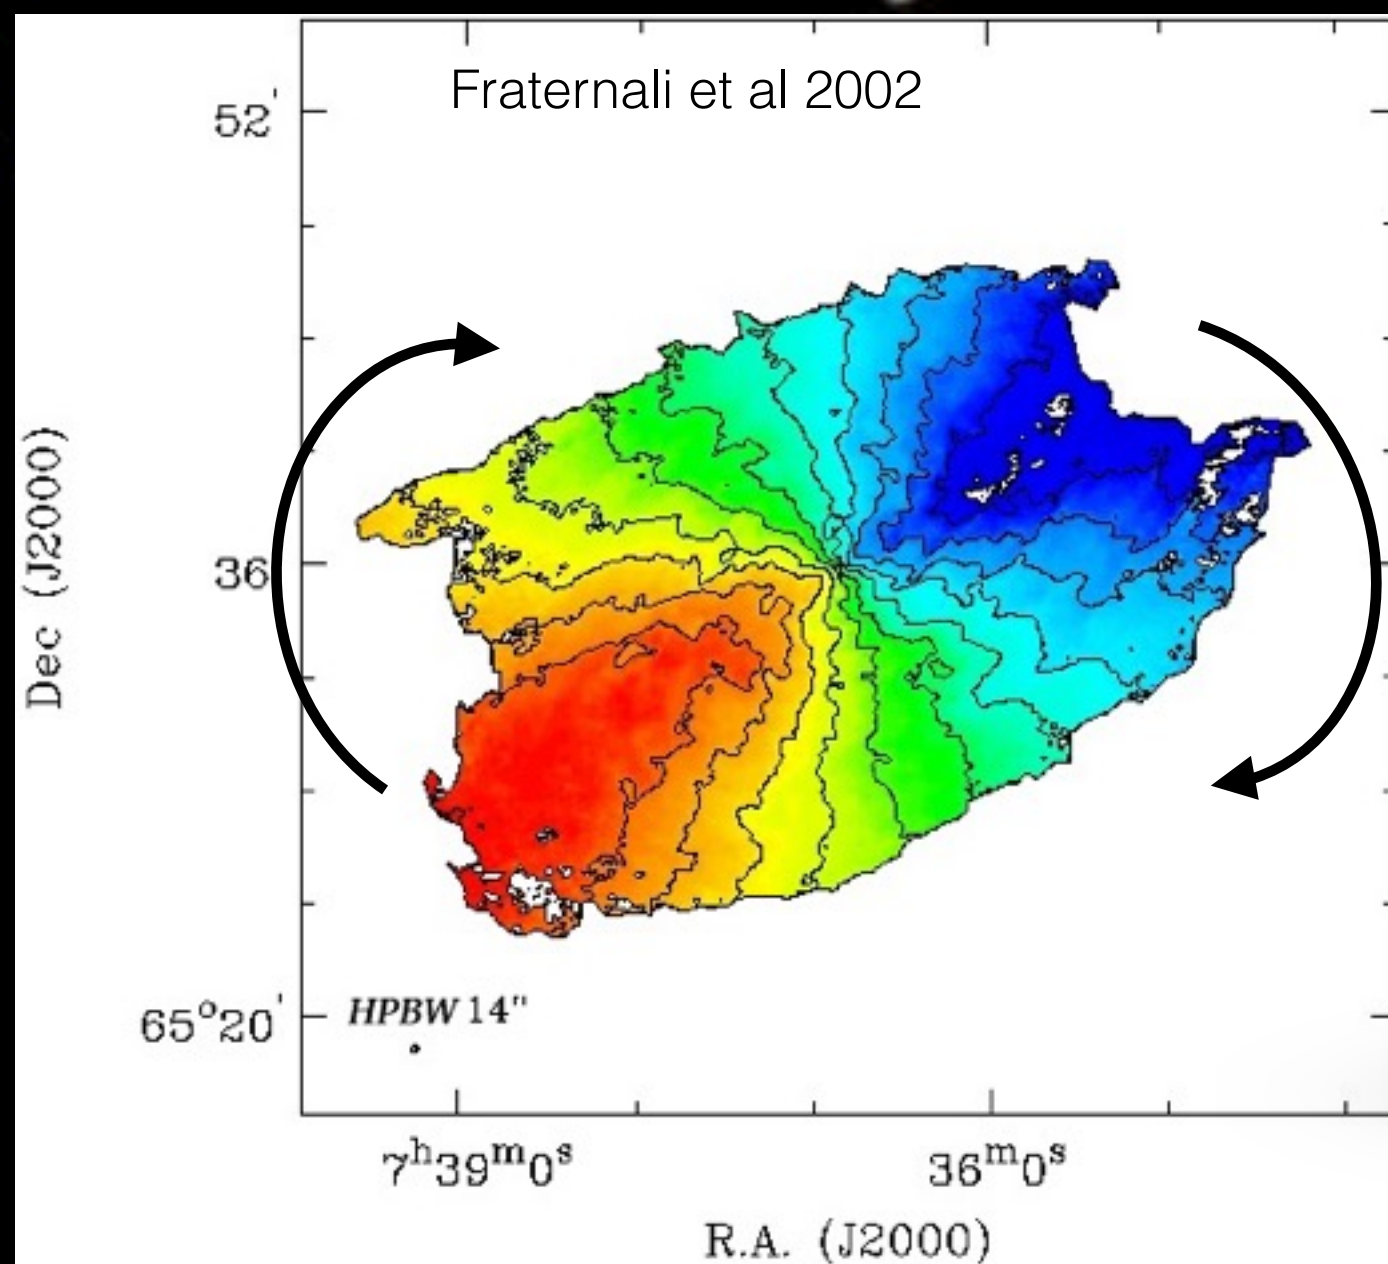 Fraternali et al 2002
52'
36
65°20'
HPBW 14"
7ʰ39ᵐ0ˢ
36ᵐ0ˢ
R.A. (J2000)
Dec (J2000)